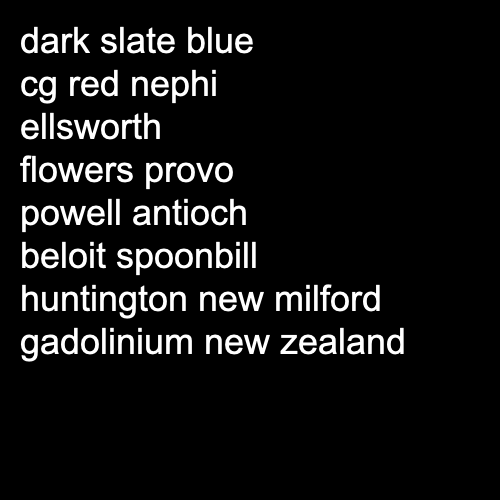 dark slate blue
cg red nephi
ellsworth
flowers provo
powell antioch
beloit spoonbill
huntington new milford
gadolinium new zealand